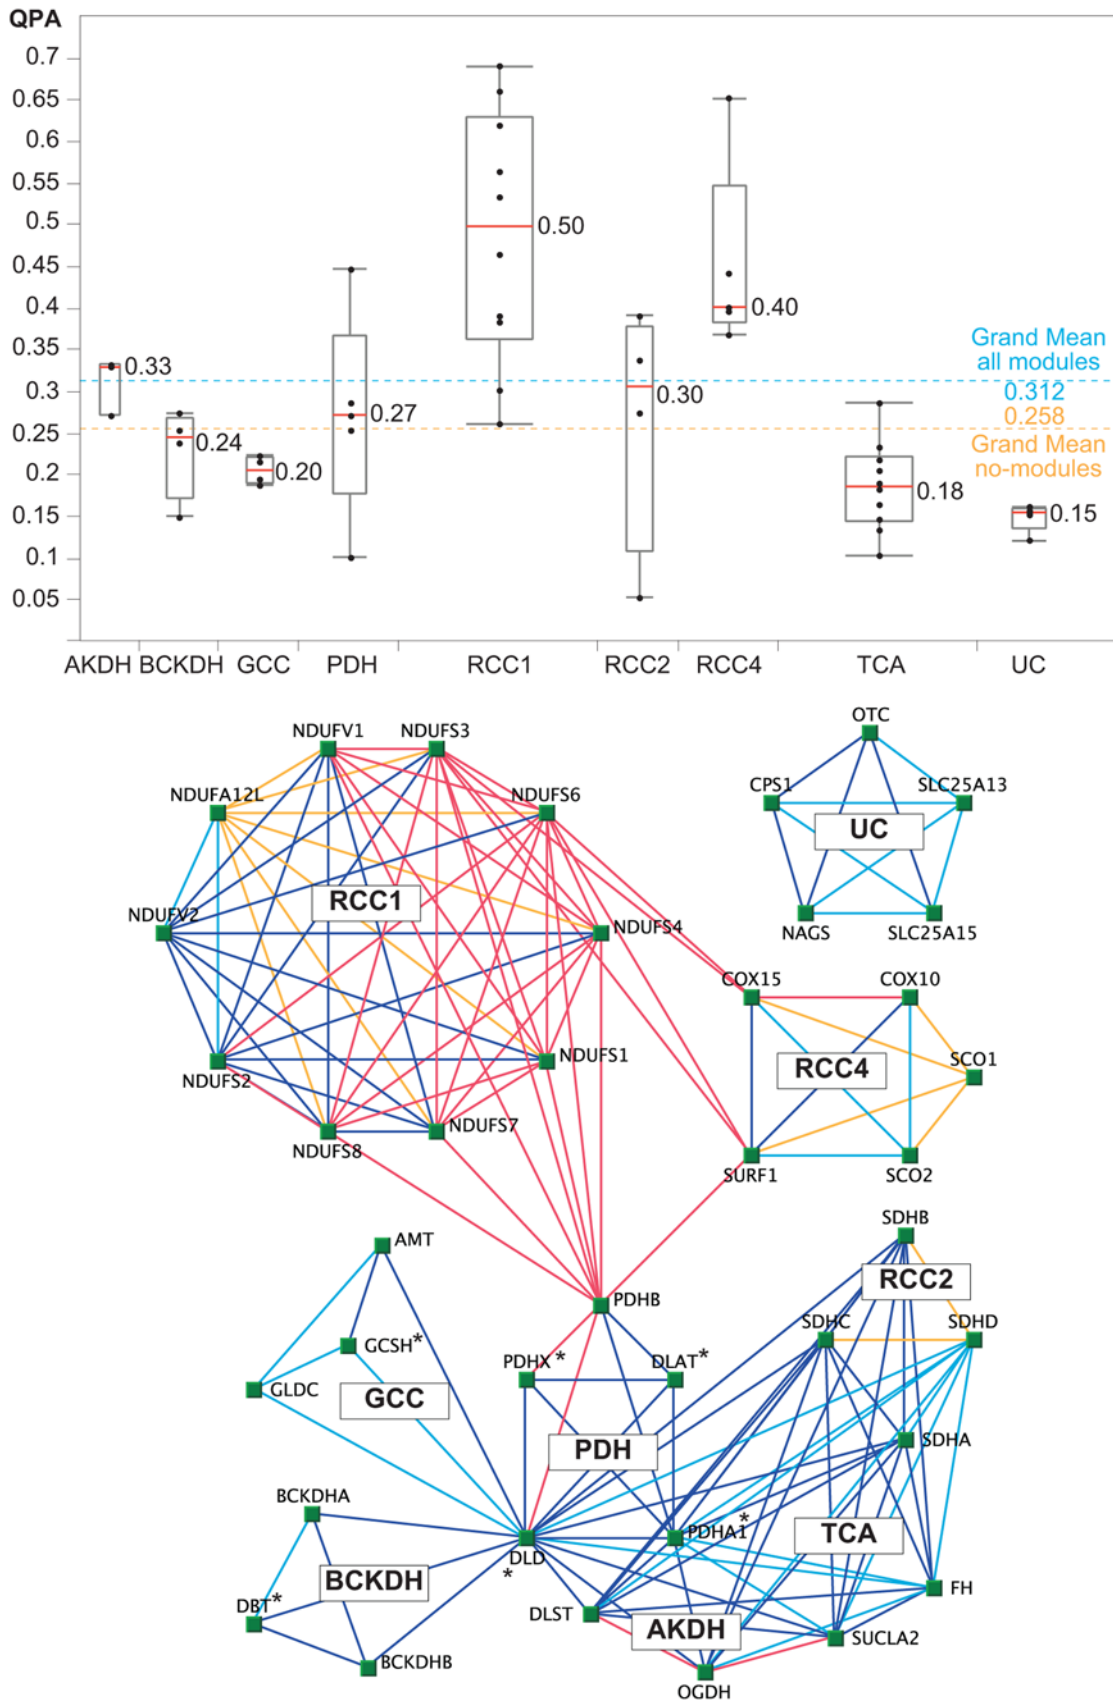 QPA
0.7
0.65
0.6
0.55
0.5
0.45
0.4
0.35
0.3
0.25
0.2
0.15
0.1
0.05
0.33
0.24
0.20
0.27
0.50
0.30
0.40
0.18
0.15
Grand Mean
all modules
0.312
0.258
Grand Mean
no-modules
AKDH BCKDH GCC PDH RCC1 RCC2 RCC4 TCA UC
NDUFV1
NDUFS3
NDUFA12L
NDUFS6
RCC1
NDUFV2
NDUFS4
NDUFS2
NDUFS1
NDUFS8
NDUFS7
OTC
CPS1
SLC25A13
UC
NAGS
SLC25A15
COX15
COX10
RCC4
SCO1
SURF1
SCO2
AMT
GCSH*
GLDC
GCC
PDHB
PDHX*
DLAT*
PDH
PDHA1*
DLD
*
BCKDHA
BCKDH
DBT*
BCKDHB
SDHB
RCC2
SDHC
SDHD
SDHA
TCA
FH
DLST
AKDH
SUCLA2
OGDH